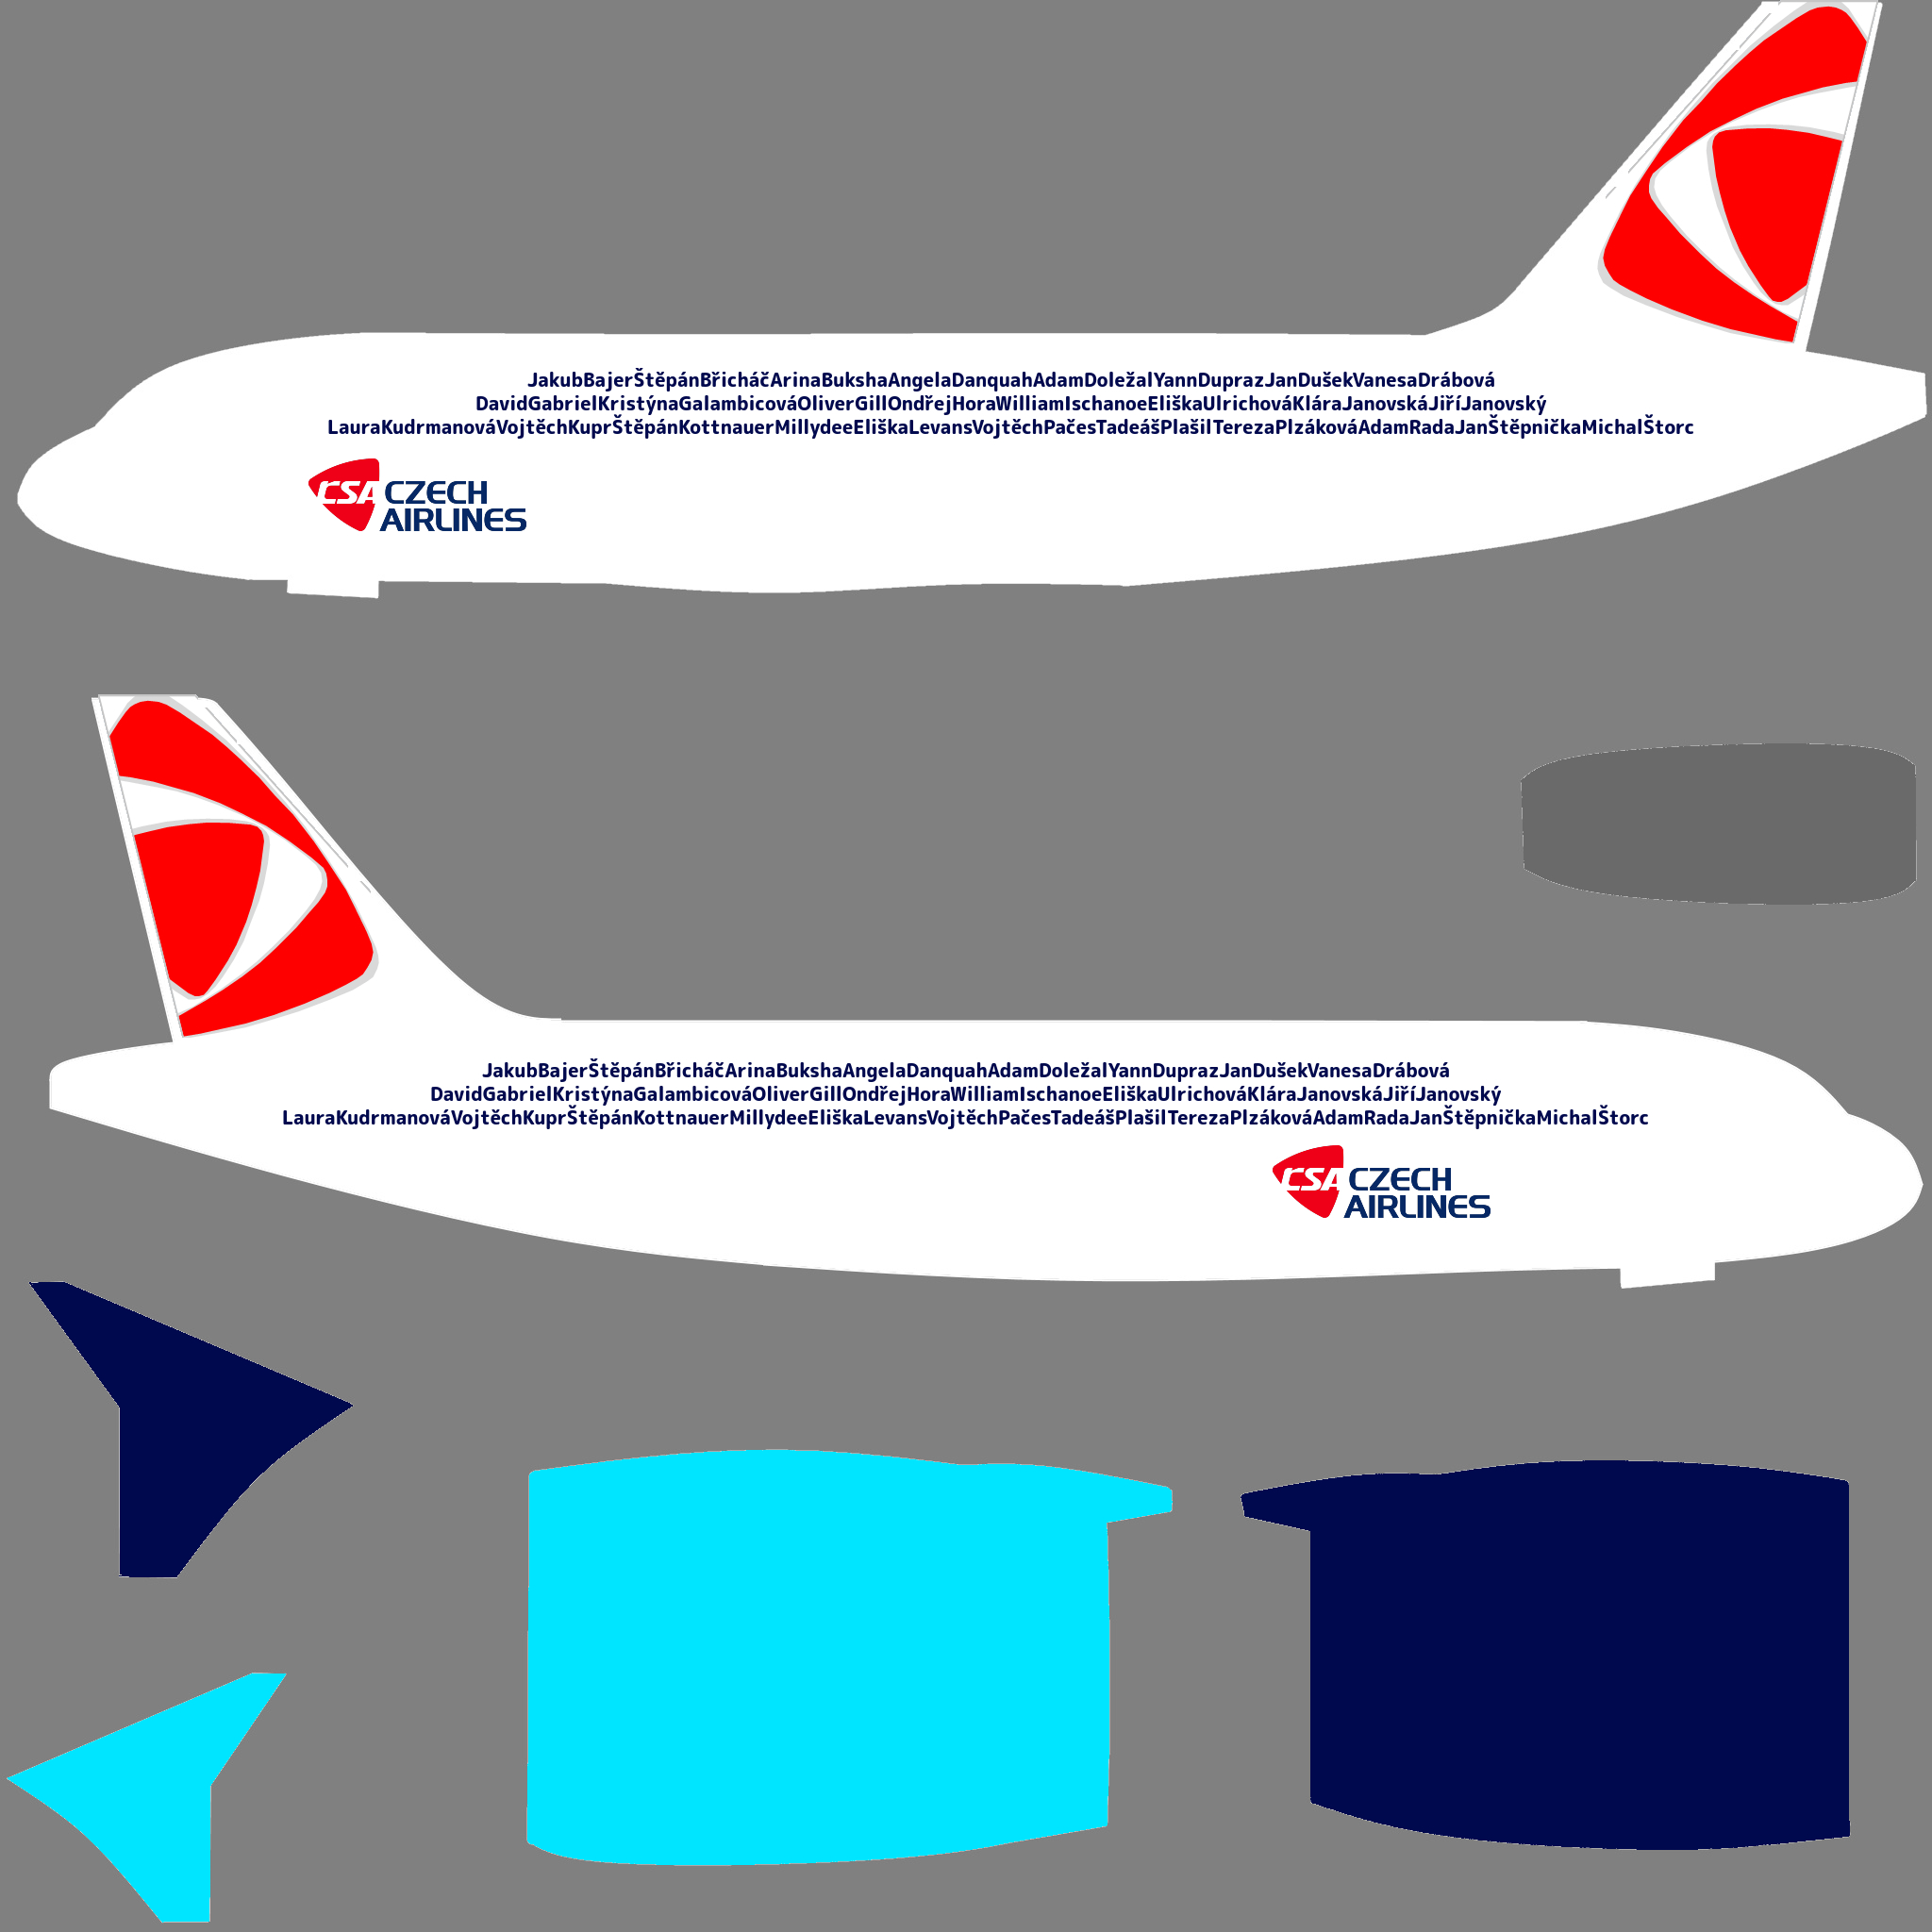 JakubBajerŠtěpánBřicháčArinaBukshaAngelaDanquahAdamDoležalYannDuprazJanDušekVanesaDrábová
DavidGabrielKristýnaGalambicováOliverGillOndřejHoraWilliamIschanoeEliškaUlrichováKláraJanovskáJiříJanovský
LauraKudrmanováVojtěchKuprŠtěpánKottnauerMillydeeEliškaLevansVojtěchPačesTadeášPlašilTerezaPlzákováAdamRadaJanŠtěpničkaMichalŠtorc
CSA CZECH
AIRLINES
JakubBajerŠtěpánBřicháčArinaBukshaAngelaDanquahAdamDoležalYannDuprazJanDušekVanesaDrábová
DavidGabrielKristýnaGalambicováOliverGillOndřejHoraWilliamIschanoeEliškaUlrichováKláraJanovskáJiříJanovský
LauraKudrmanováVojtěchKuprŠtěpánKottnauerMillydeeEliškaLevansVojtěchPačesTadeášPlašilTerezaPlzákováAdamRadaJanŠtěpničkaMichalŠtorc
CSA CZECH
AIRLINES